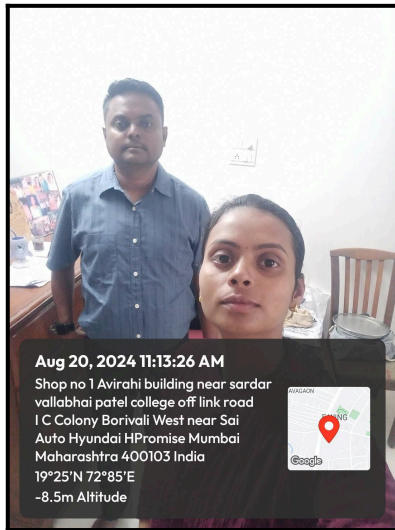 Aug 20, 2024 11:13:26 AM
Shop no 1 Avirahi building near sardar
vallabhai patel college off link road
I C Colony Borivali West near Sai
Auto Hyundai HPromise Mumbai
Maharashtra 400103 India
19°25’N 72°85’E
-8.5m Altitude
AVAGAON
Google